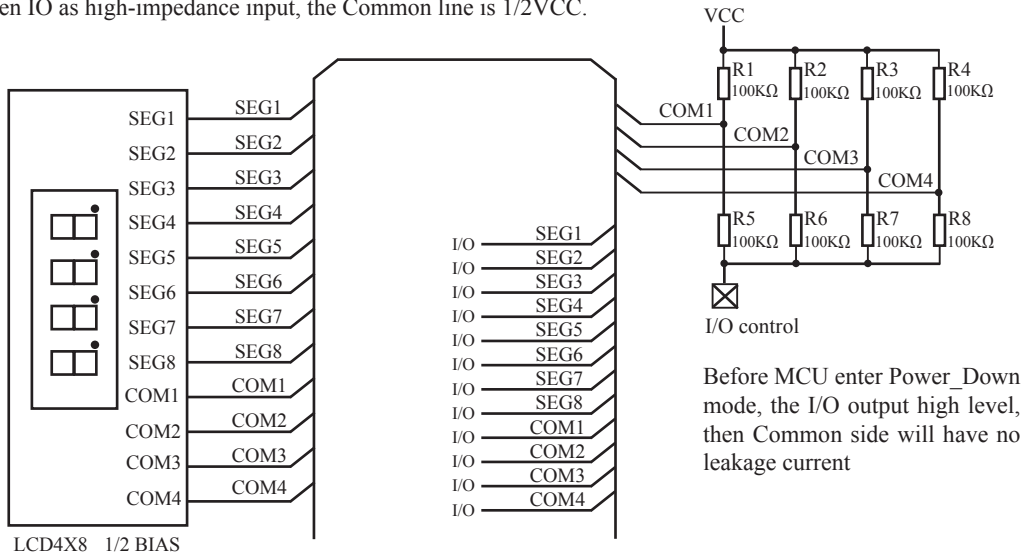 en IO as high-impedance input, the Common line is 1/2VCC.
VCC
R1
100KΩ
R2
100KΩ
R3
100KΩ
R4
100KΩ
COM1
COM2
COM3
COM4
R5
100KΩ
R6
100KΩ
R7
100KΩ
R8
100KΩ
I/O control
Before MCU enter Power_Down
mode, the I/O output high level,
then Common side will have no
leakage current
SEG1
SEG2
SEG3
SEG4
SEG5
SEG6
SEG7
SEG8
COM1
COM2
COM3
COM4
SEG1
SEG2
SEG3
SEG4
SEG5
SEG6
SEG7
SEG8
COM1
COM2
COM3
COM4
I/O SEG1
I/O SEG2
I/O SEG3
I/O SEG4
I/O SEG5
I/O SEG6
I/O SEG7
I/O SEG8
I/O COM1
I/O COM2
I/O COM3
I/O COM4
LCD4X8 1/2 BIAS